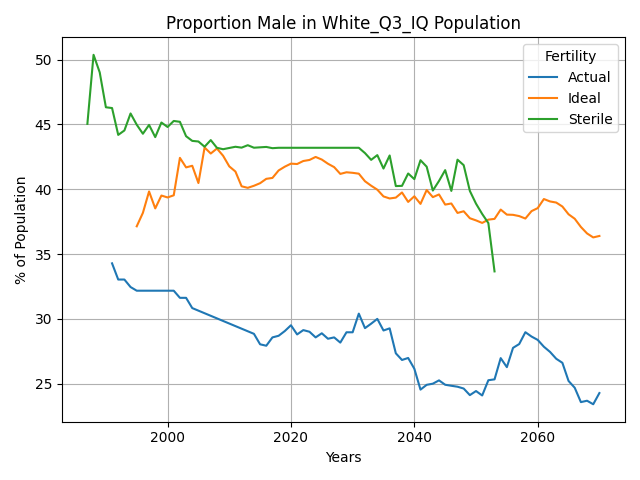 Proportion Male in White_Q3_IQ Population
Fertility
Actual
Ideal
Sterile
% of Population
50
45
40
35
30
25
2000
2020
2040
2060
Years